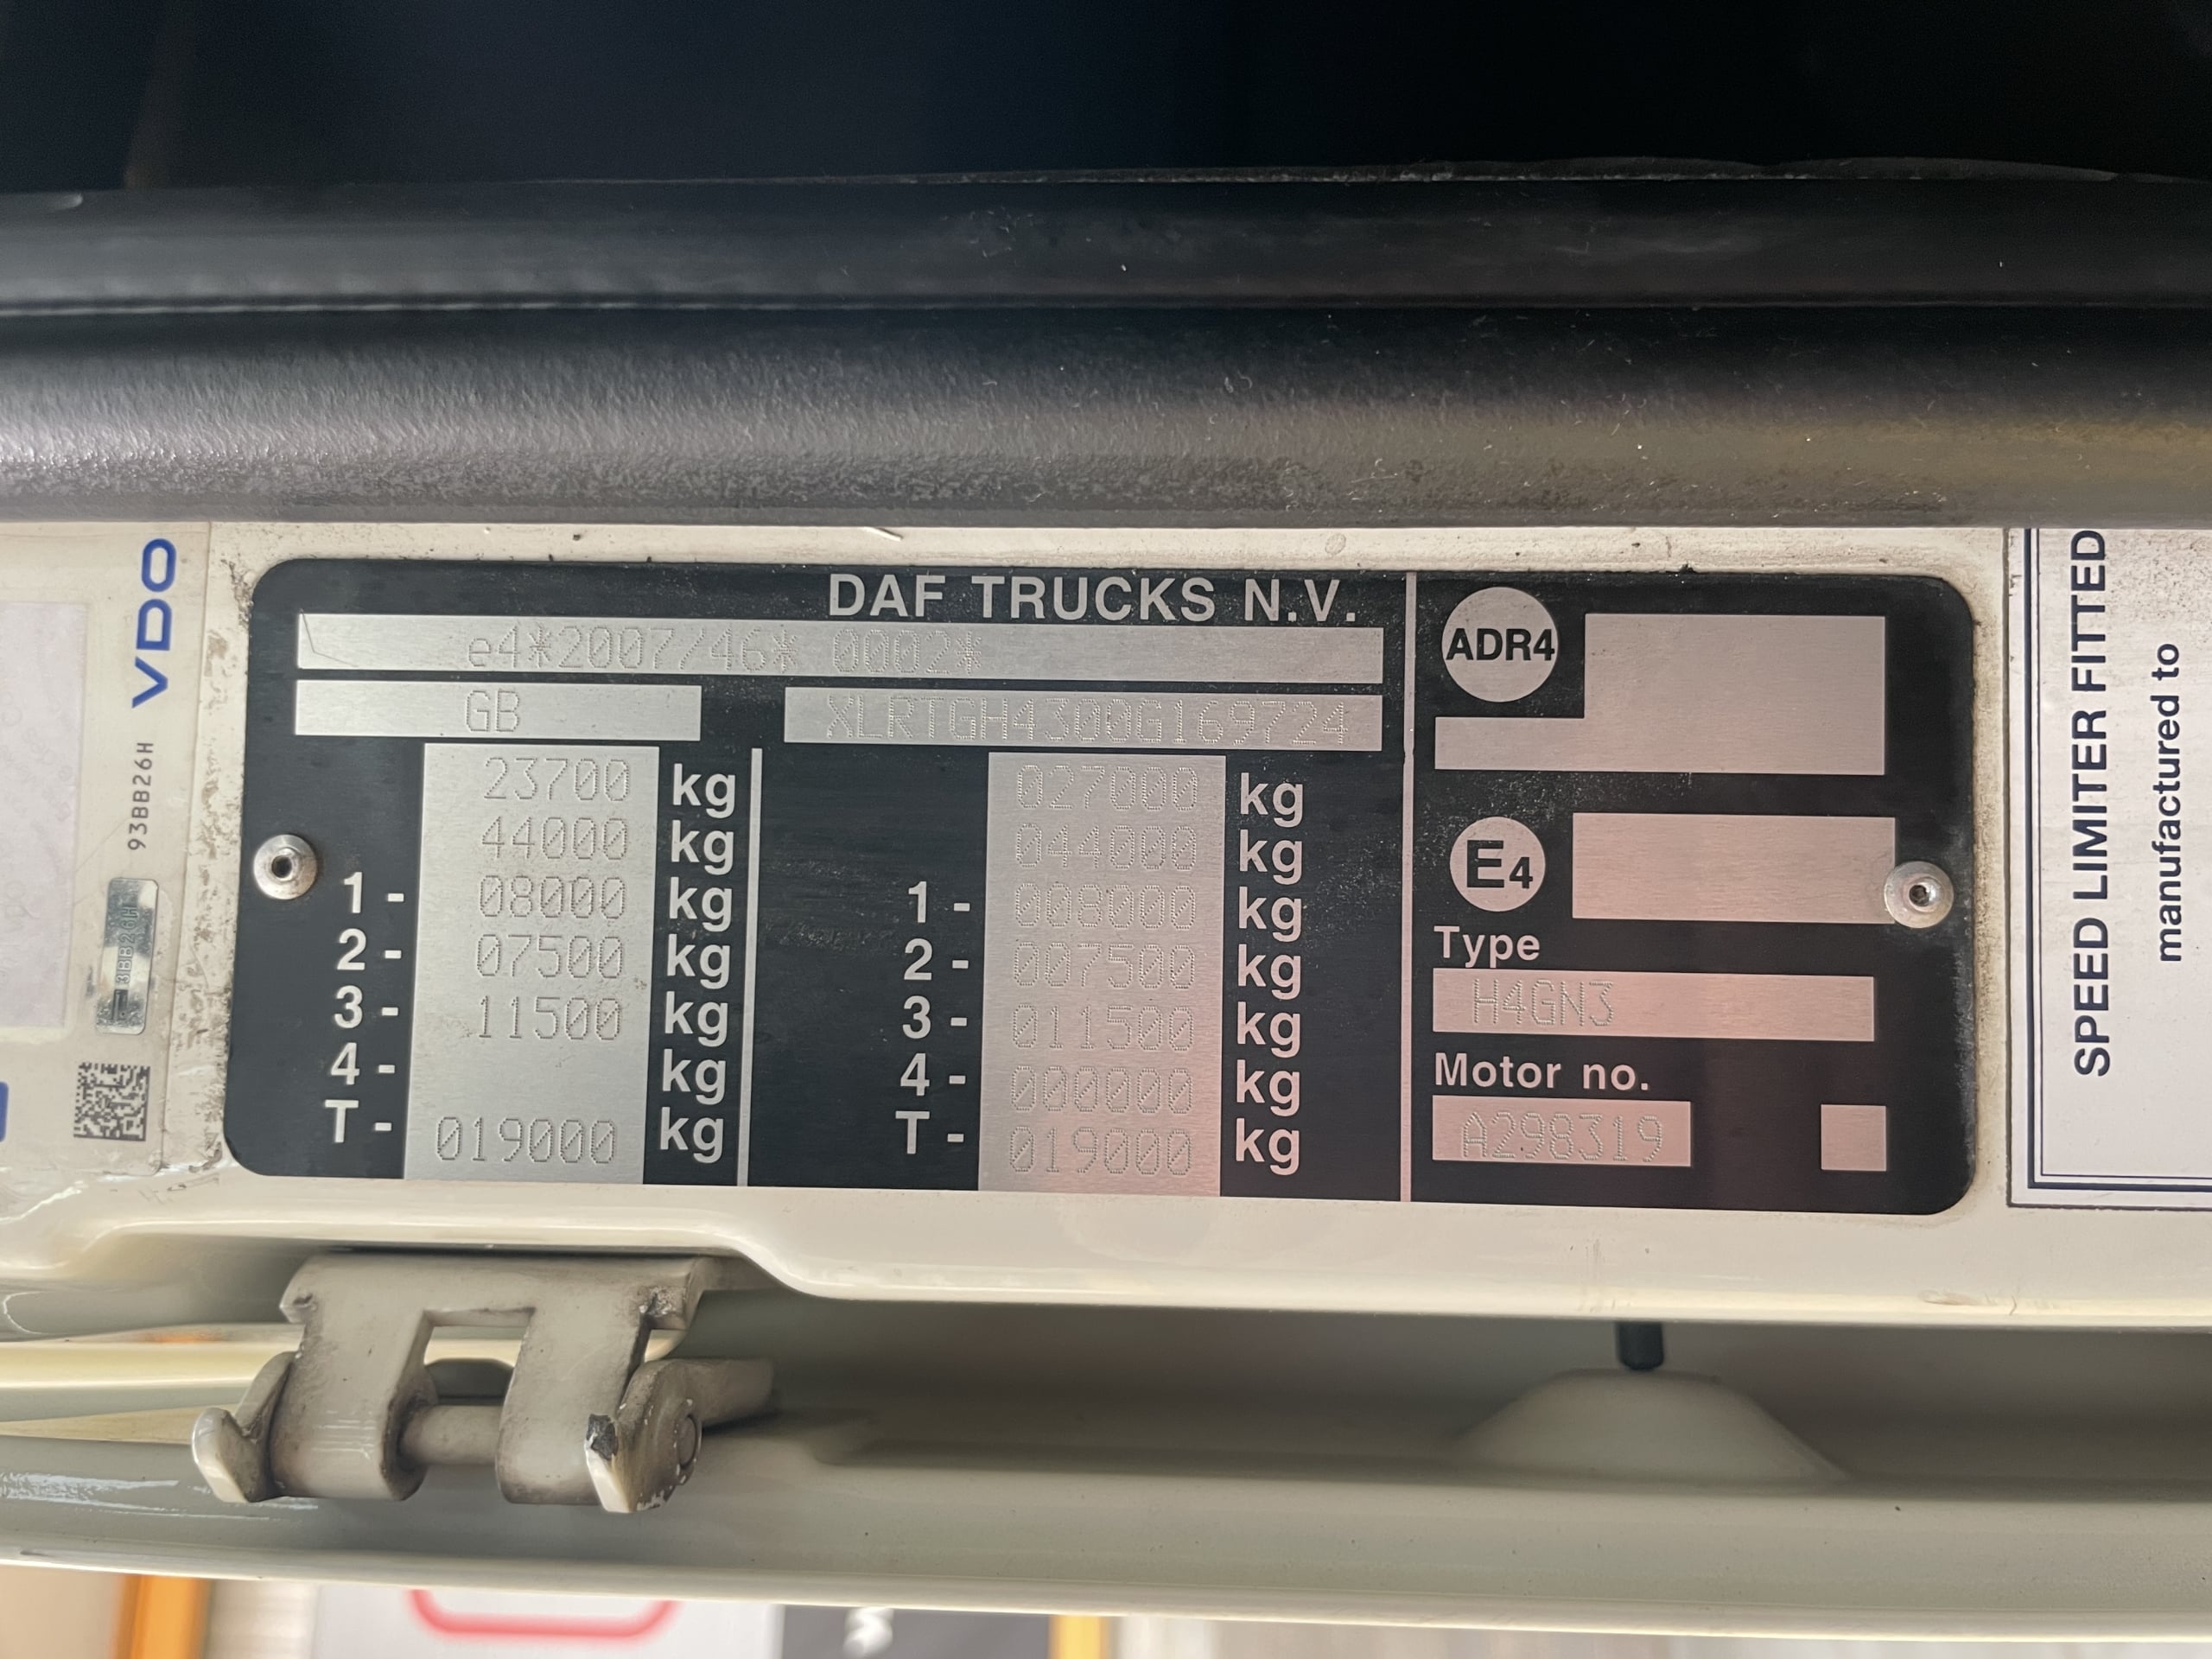 VDO
93BB26H
DAF TRUCKS N.V.
e4*2007/46* 0002*
GB XLRTGH4300G169724
23700 kg 027000 kg
44000 kg 044000 kg
1 - 08000 kg 1 - 008000 kg
2 - 07500 kg 2 - 007500 kg
3 - 11500 kg 3 - 011500 kg
4 - kg 4 - 000000 kg
T - 019000 kg T - 019000 kg
ADR4
E4
Type
H4GN3
Motor no.
A298319
SPEED LIMITER FITTED
manufactured to